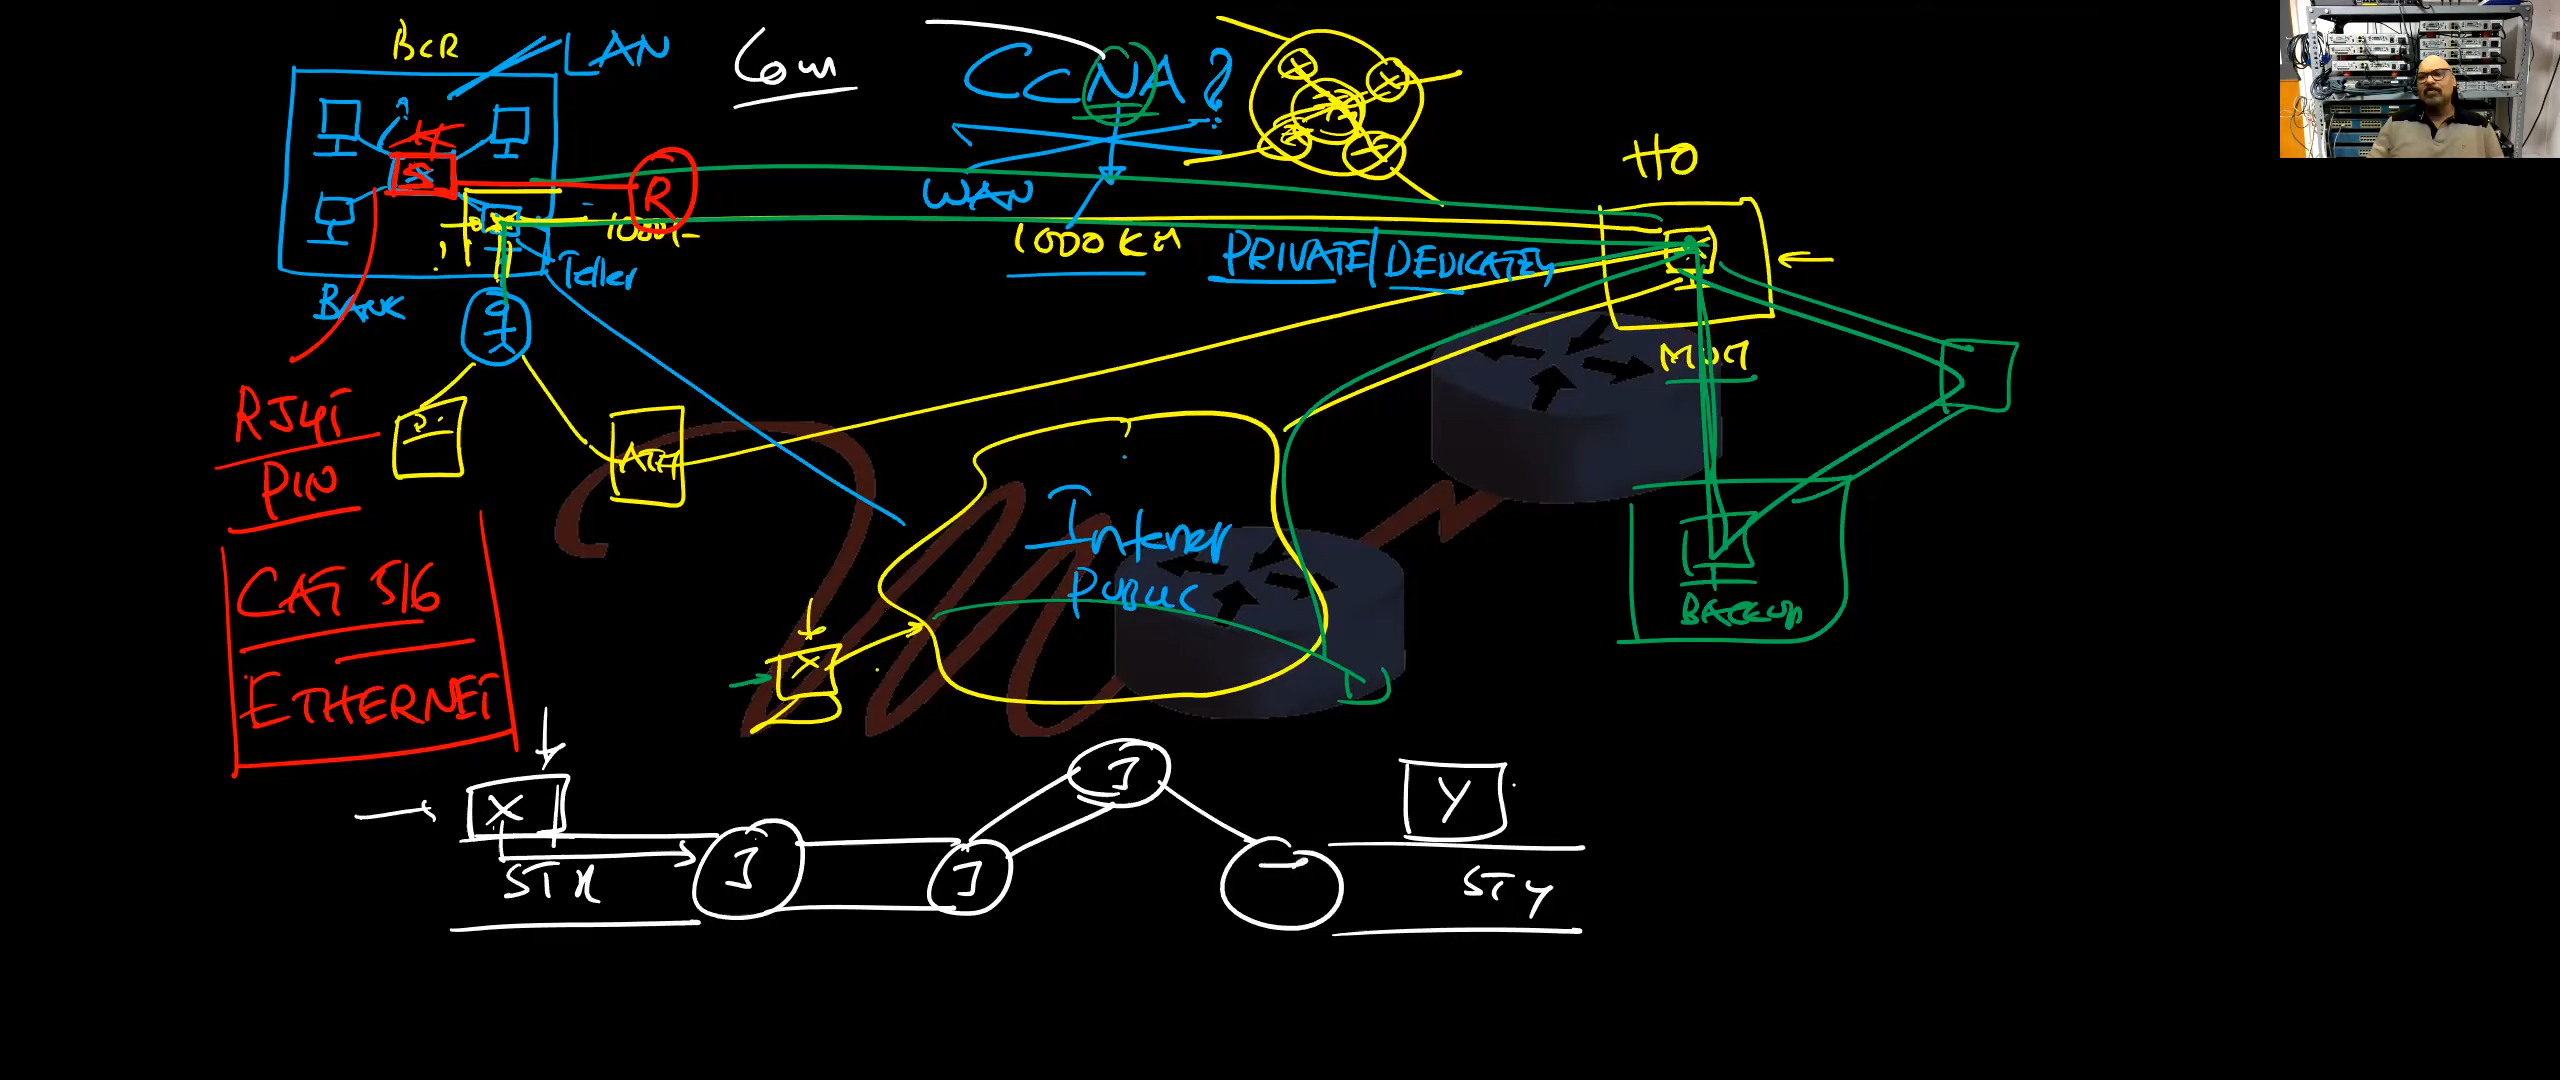 BCR
LAN
Com
CCNA?
HO
S
R
WAN
1000/-
1000 KM
PRIVATE/DEDICATED
Teller
BANK
MUM
RJ45
PIN
ATM
Internet
PUBLIC
CAT 5/6
ETHERNET
BACKUP
X
X
Y
J
J
J
ST X
ST Y